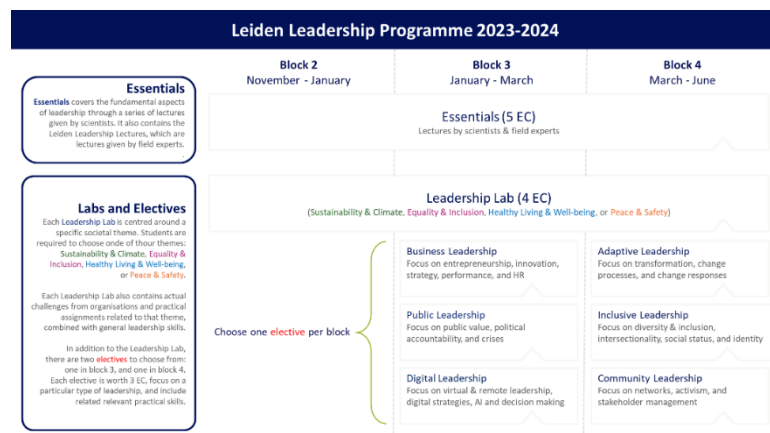 Leiden Leadership Programme 2023-2024
Block 2
November - January
Block 3
January - March
Block 4
March - June
Essentials
Essentials covers the fundamental aspects
of leadership through a series of lectures
given by scientists. It also contains the
Leiden Leadership Lectures, which are
lectures given by field experts.
.
Essentials (5 EC)
Lectures by scientists & field experts
Labs and Electives
Each Leadership Lab is centred around a
specific societal theme. Students are
required to choose onde of thour themes:
Sustainability & Climate, Equality &
Inclusion, Healthy Living & Well-being,
or Peace & Safety.
Each Leadership Lab also contains actual
challenges from organisations and practical
assignments related to that theme,
combined with general leadership skills.
In addition to the Leadership Lab,
there are two electives to choose from:
one in block 3, and one in block 4.
Each elective is worth 3 EC, focus on a
particular type of leadership, and include
related relevant practical skills.
Leadership Lab (4 EC)
(Sustainability & Climate, Equality & Inclusion, Healthy Living & Well-being, or Peace & Safety)
Choose one elective per block
Business Leadership
Focus on entrepreneurship, innovation,
strategy, performance, and HR
Public Leadership
Focus on public value, political
accountability, and crises
Digital Leadership
Focus on virtual & remote leadership,
digital strategies, AI and decision making
Adaptive Leadership
Focus on transformation, change
processes, and change responses
Inclusive Leadership
Focus on diversity & inclusion,
intersectionality, social status, and identity
Community Leadership
Focus on networks, activism, and
stakeholder management